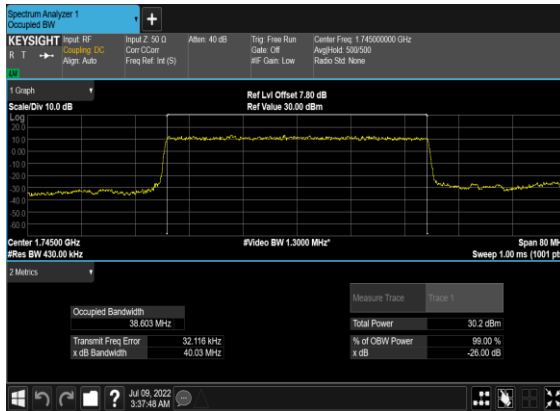 Spectrum Analyzer 1
Occupied BW
+
KEYSIGHT
R T
LXI
Input: RF
Coupling: DC
Align: Auto
Input Z: 50 Ω
Corr CCorr
Freq Ref: Int (S)
Atten: 40 dB
Trig: Free Run
Gate: Off
#IF Gain: Low
Center Freq: 1.745000000 GHz
Avg|Hold: 500/500
Radio Std: None
1 Graph
Scale/Div 10.0 dB
Ref Lvl Offset 7.80 dB
Ref Value 30.00 dBm
Log
20.0
10.0
0.00
-10.0
-20.0
-30.0
-40.0
-50.0
-60.0
Center 1.74500 GHz
#Res BW 430.00 kHz
#Video BW 1.3000 MHz*
Span 80 MH
Sweep 1.00 ms (1001 pt
2 Metrics
Measure Trace Trace 1
Occupied Bandwidth
38.603 MHz
Total Power 30.2 dBm
Transmit Freq Error 32.116 kHz
% of OBW Power 99.00 %
x dB Bandwidth 40.03 MHz
x dB -26.00 dB
?
Jul 09, 2022
3:37:48 AM